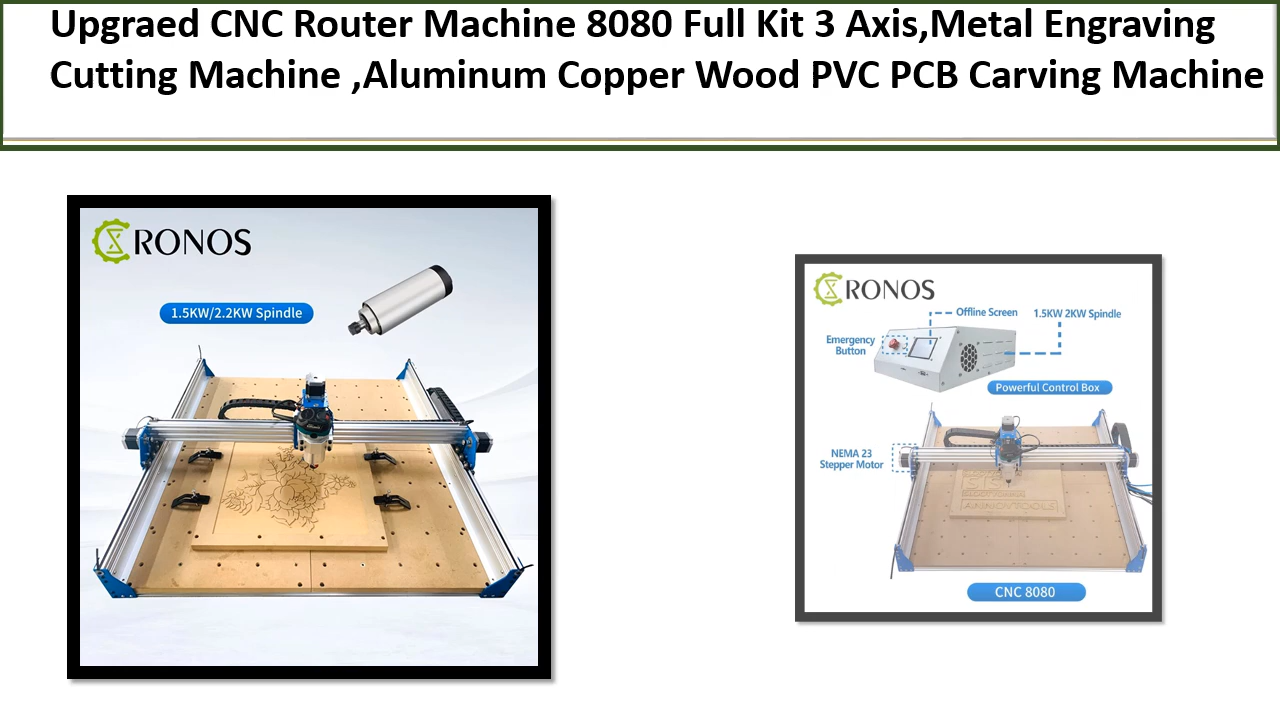 Upgraed CNC Router Machine 8080 Full Kit 3 Axis,Metal Engraving
Cutting Machine ,Aluminum Copper Wood PVC PCB Carving Machine
CRONOS
1.5KW/2.2KW Spindle
CRONOS
Offline Screen
1.5KW 2KW Spindle
Emergency
Button
Powerful Control Box
NEMA 23
Stepper Motor
CNC 8080